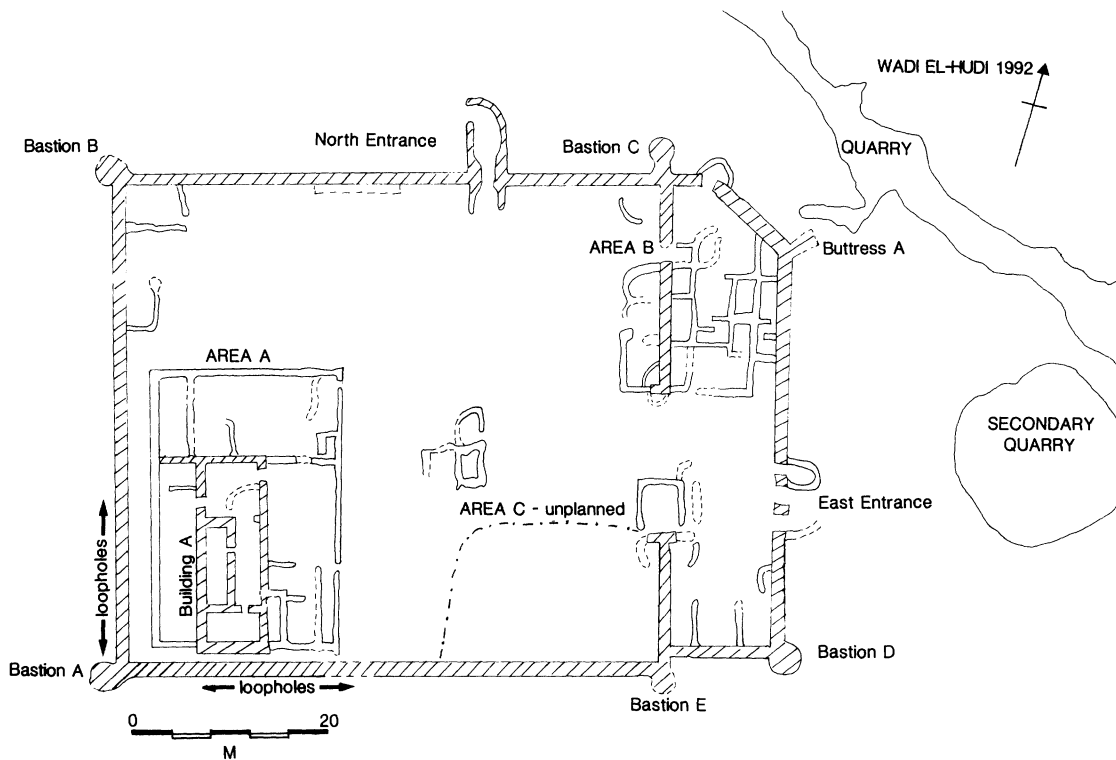 WADI EL-HUDI 1992
Bastion B
North Entrance
Bastion C
QUARRY
AREA B
Buttress A
AREA A
SECONDARY
QUARRY
AREA C - unplanned
East Entrance
loopholes
Building A
Bastion A
loopholes
Bastion D
Bastion E
0 20
M